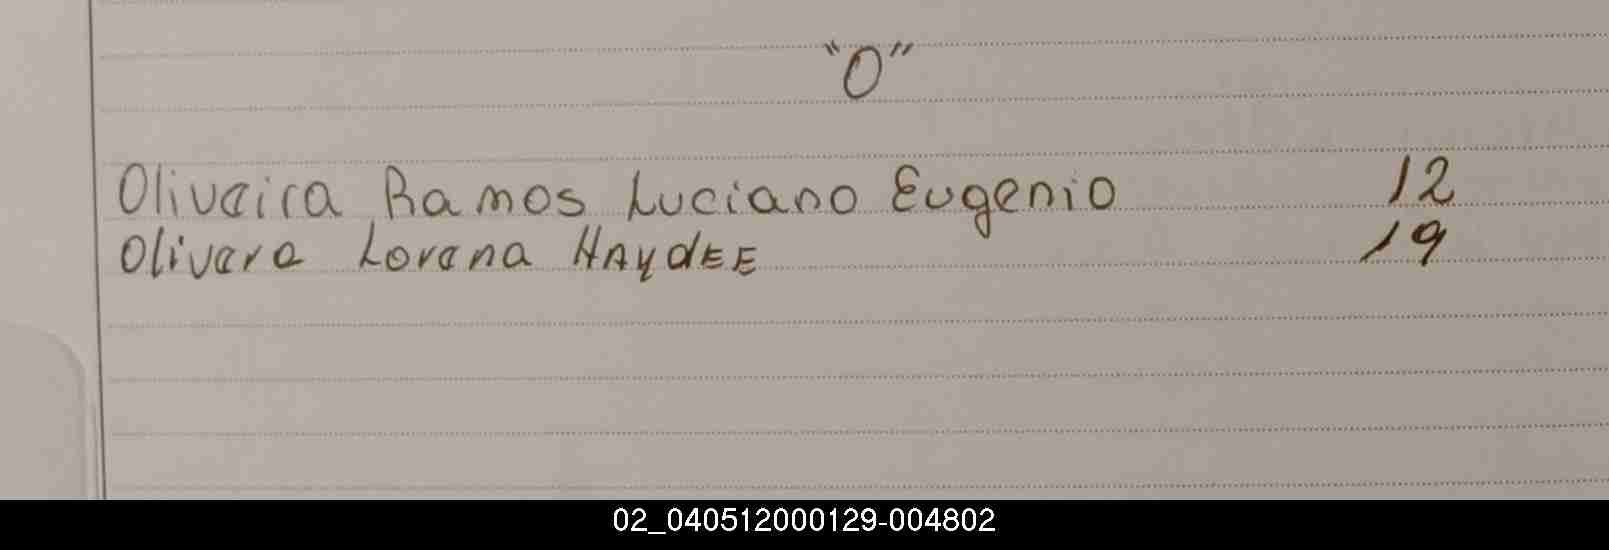 "O"
Oliveira Ramos Luciano Eugenio 12
Olivera Lorena HAydEE 19
02_040512000129-004802